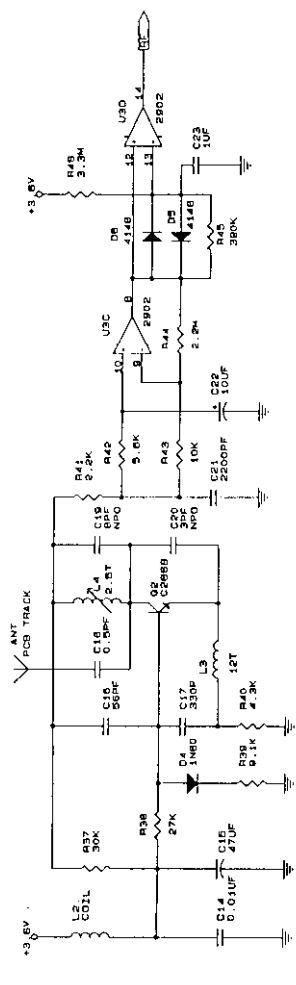 +3.6V
L2.
COIL
C14
0.01UF
R37
30K
C15
47UF
R38
27K
D4
1N60
R39
9.1K
ANT
PCB TRACK
C16
56PF
C17
330P
R40
4.3K
L3
12T
C18
0.5PF
L4
2.5T
Q2
C2668
C19
8PF
NPO
C20
3PF
NPO
R41
2.2K
R42
5.6K
R43
10K
C21
2200PF
C22
10UF
+
10
9
8
U3C
2902
R44
2.2M
D6
4148
D5
4148
R45
390K
+3.6V
3.3M
C23
1UF
12
13
14
U3D
2902